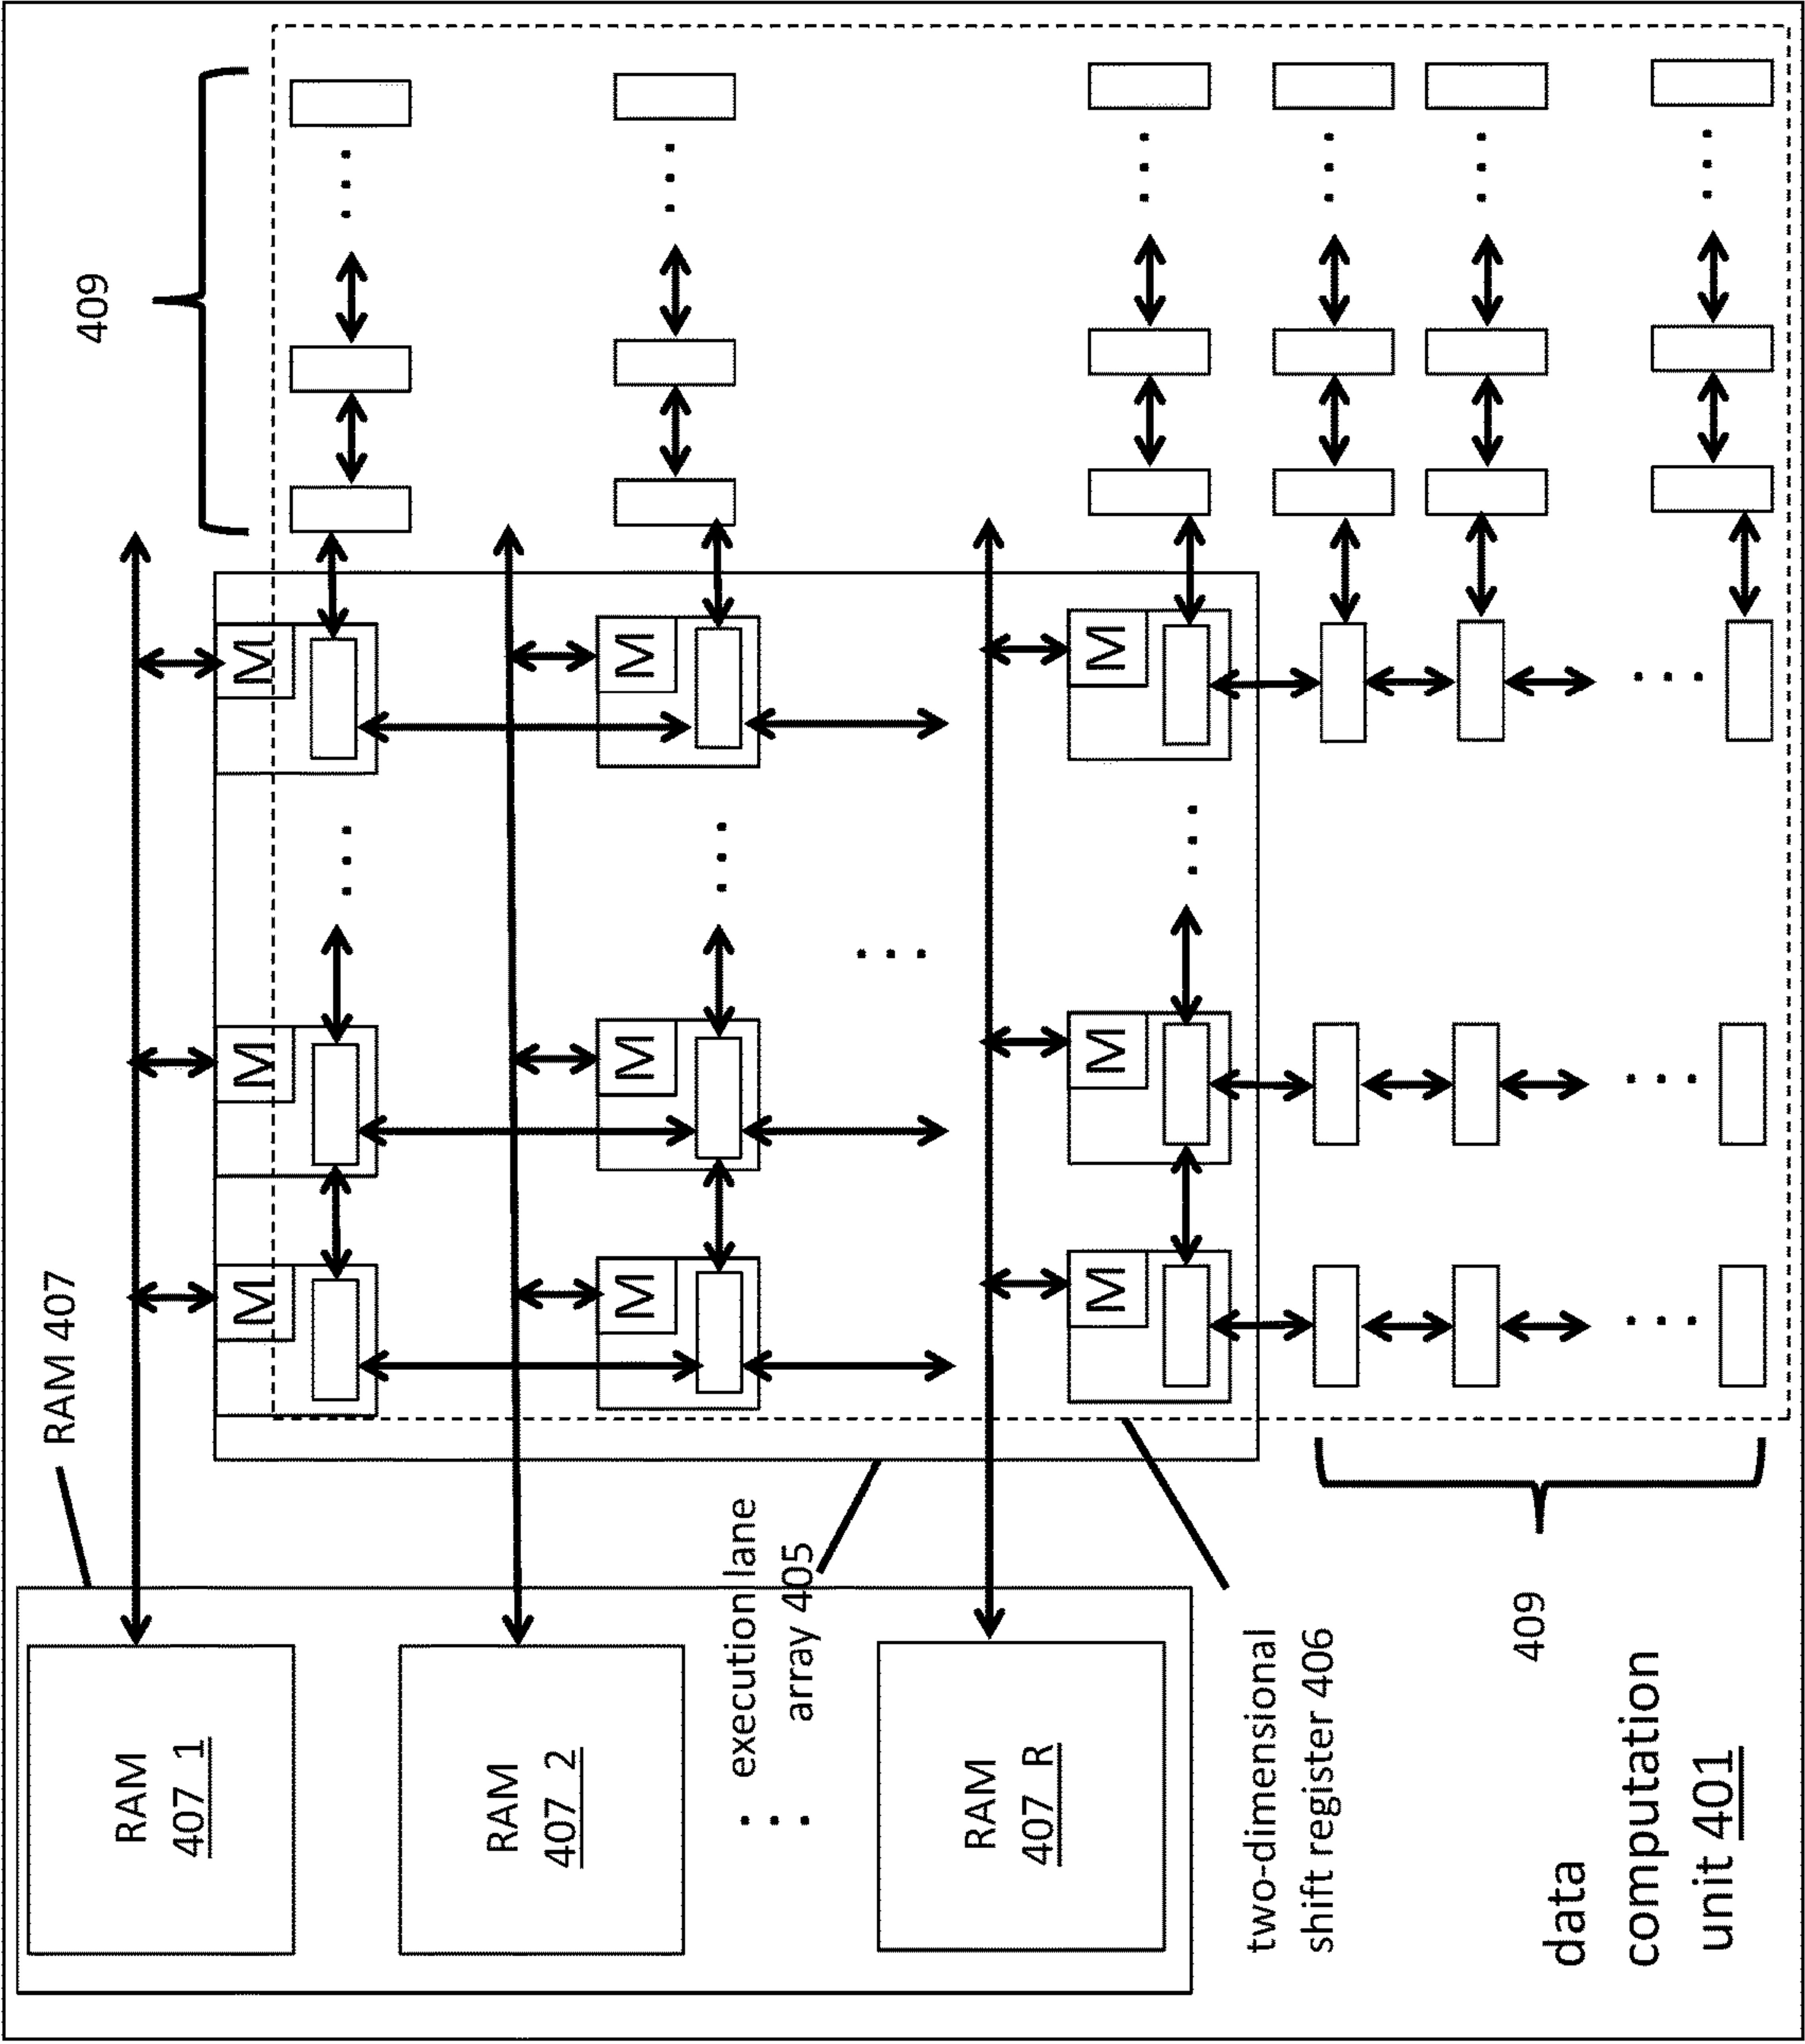 409
RAM 407
M
M
M
M
M
M
M
M
M
RAM
407_1
RAM
407_2
RAM
407_R
execution lane
array 405
two-dimensional
shift register 406
409
data
computation
unit 401